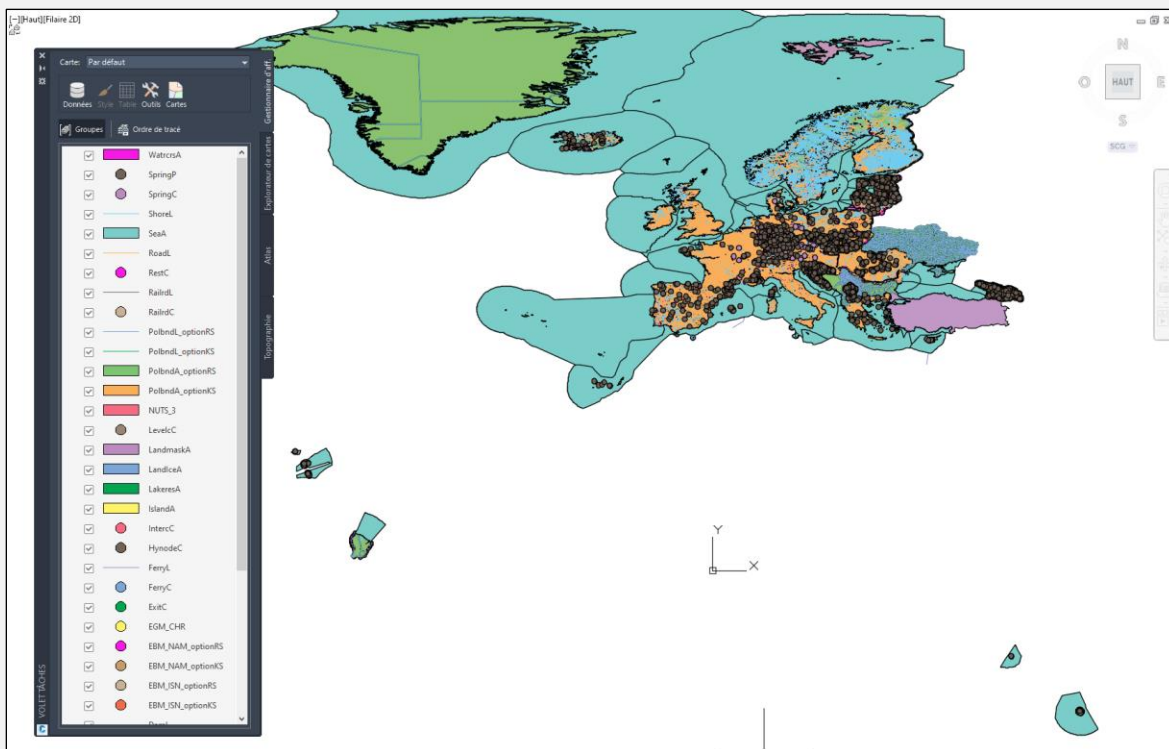 [−][Haut][Filaire 2D]
Carte: Par défaut
Données Style Table Outils Cartes
Groupes Ordre de tracé
WatrcrsA
SpringP
SpringC
ShoreL
SeaA
RoadL
RestC
RailrdL
RailrdC
PolbndL_optionRS
PolbndL_optionKS
PolbndA_optionRS
PolbndA_optionKS
NUTS_3
LevelcC
LandmaskA
LandIceA
LakeresA
IslandA
IntercC
HynodeC
FerryL
FerryC
ExitC
EGM_CHR
EBM_NAM_optionRS
EBM_NAM_optionKS
EBM_ISN_optionRS
EBM_ISN_optionKS
Gestionnaire d'aff...
Explorateur de cartes
Atlas
Topographie
VOLET TÂCHES
N
O HAUT E
S
SCG
Y
X